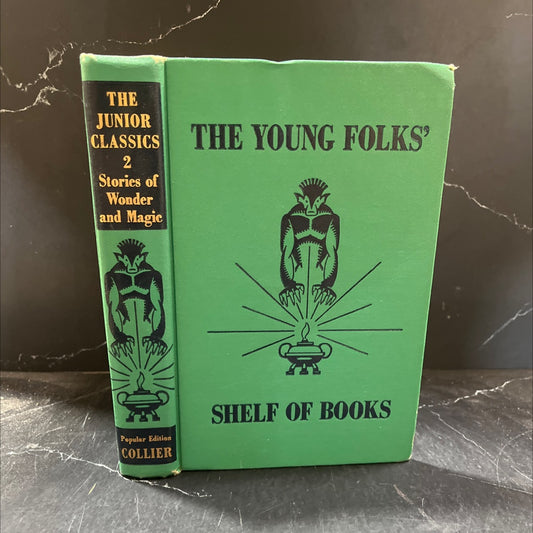 THE
JUNIOR
CLASSICS
2
Stories of
Wonder
and Magic
Popular Edition
COLLIER
THE YOUNG FOLKS'
SHELF OF BOOKS